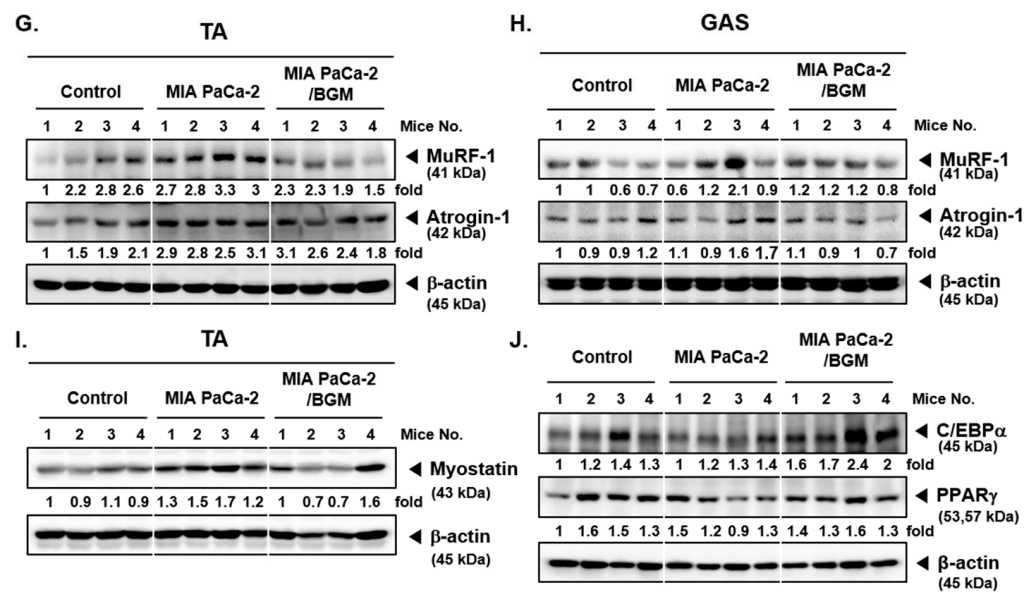 G.
TA
Control MIA PaCa-2 MIA PaCa-2
/BGM
1 2 3 4 1 2 3 4 1 2 3 4 Mice No.
MuRF-1
(41 kDa)
1 2.2 2.8 2.6 2.7 2.8 3.3 3 2.3 2.3 1.9 1.5 fold
Atrogin-1
(42 kDa)
1 1.5 1.9 2.1 2.9 2.8 2.5 3.1 3.1 2.6 2.4 1.8 fold
β-actin
(45 kDa)
H.
GAS
Control MIA PaCa-2 MIA PaCa-2
/BGM
1 2 3 4 1 2 3 4 1 2 3 4 Mice No.
MuRF-1
(41 kDa)
1 1 0.6 0.7 0.6 1.2 2.1 0.9 1.2 1.2 1.2 0.8 fold
Atrogin-1
(42 kDa)
1 0.9 0.9 1.2 1.1 0.9 1.6 1.7 1.1 0.9 1 0.7 fold
β-actin
(45 kDa)
I.
TA
Control MIA PaCa-2 MIA PaCa-2
/BGM
1 2 3 4 1 2 3 4 1 2 3 4 Mice No.
Myostatin
(43 kDa)
1 0.9 1.1 0.9 1.3 1.5 1.7 1.2 1 0.7 0.7 1.6 fold
β-actin
(45 kDa)
J.
Control MIA PaCa-2 MIA PaCa-2
/BGM
1 2 3 4 1 2 3 4 1 2 3 4 Mice No.
C/EBPα
(45 kDa)
1 1.2 1.4 1.3 1 1.2 1.3 1.4 1.6 1.7 2.4 2 fold
PPARγ
(53,57 kDa)
1 1.6 1.5 1.3 1.5 1.2 0.9 1.3 1.4 1.3 1.6 1.3 fold
β-actin
(45 kDa)